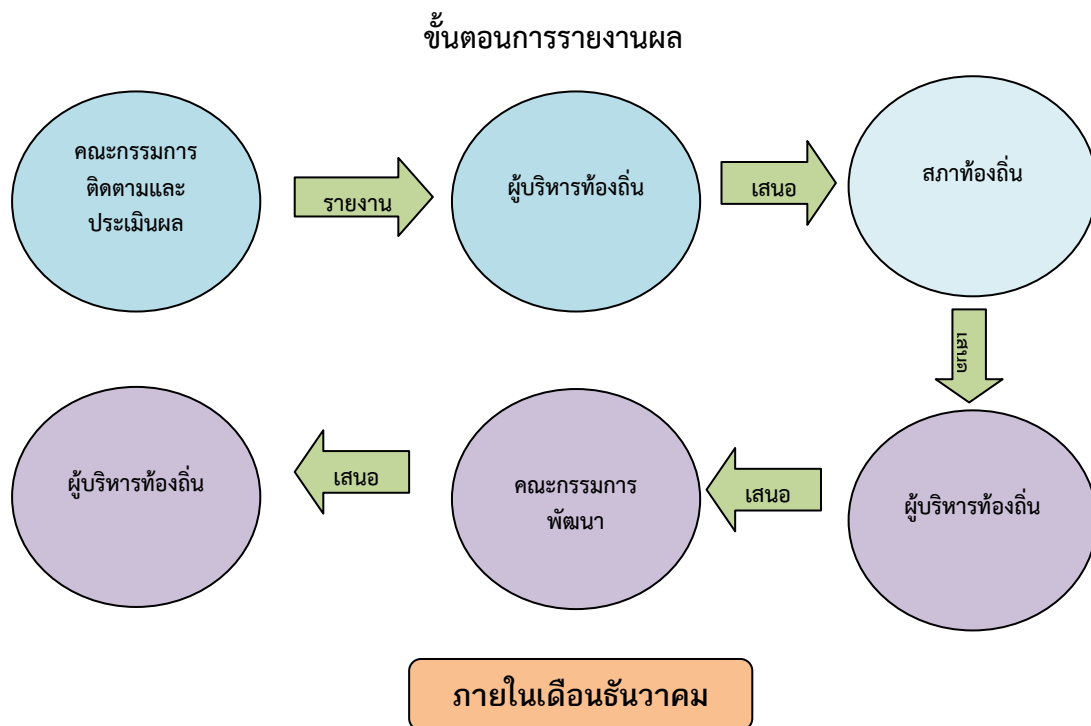 ขั้นตอนการรายงานผล
คณะกรรมการ
ติดตามและ
ประเมินผล
รายงาน
ผู้บริหารท้องถิ่น
เสนอ
สภาท้องถิ่น
เสนอ
ผู้บริหารท้องถิ่น
เสนอ
คณะกรรมการ
พัฒนา
เสนอ
ผู้บริหารท้องถิ่น
ภายในเดือนธันวาคม